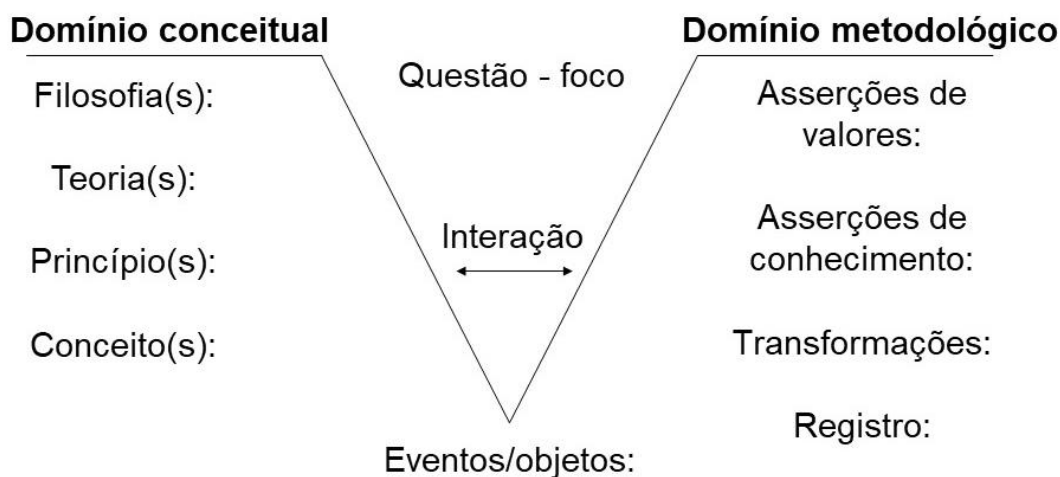 Domínio conceitual
Filosofia(s):
Teoria(s):
Princípio(s):
Conceito(s):
Questão - foco
Interação
Eventos/objetos:
Domínio metodológico
Asserções de
valores:
Asserções de
conhecimento:
Transformações:
Registro: